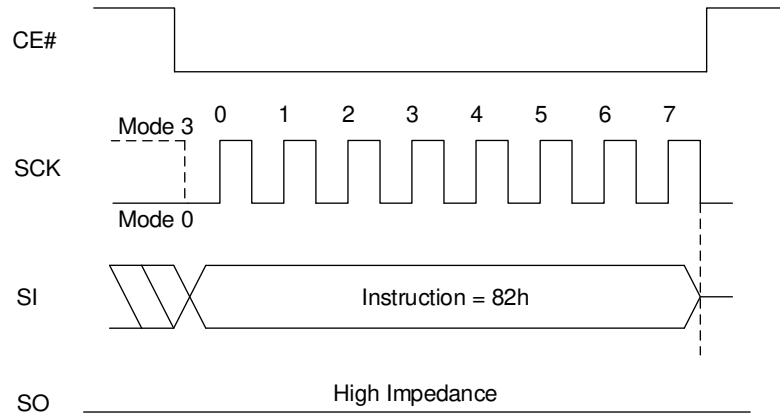 CE#
0 1 2 3 4 5 6 7
Mode 3
SCK
Mode 0
SI
Instruction = 82h
High Impedance
SO